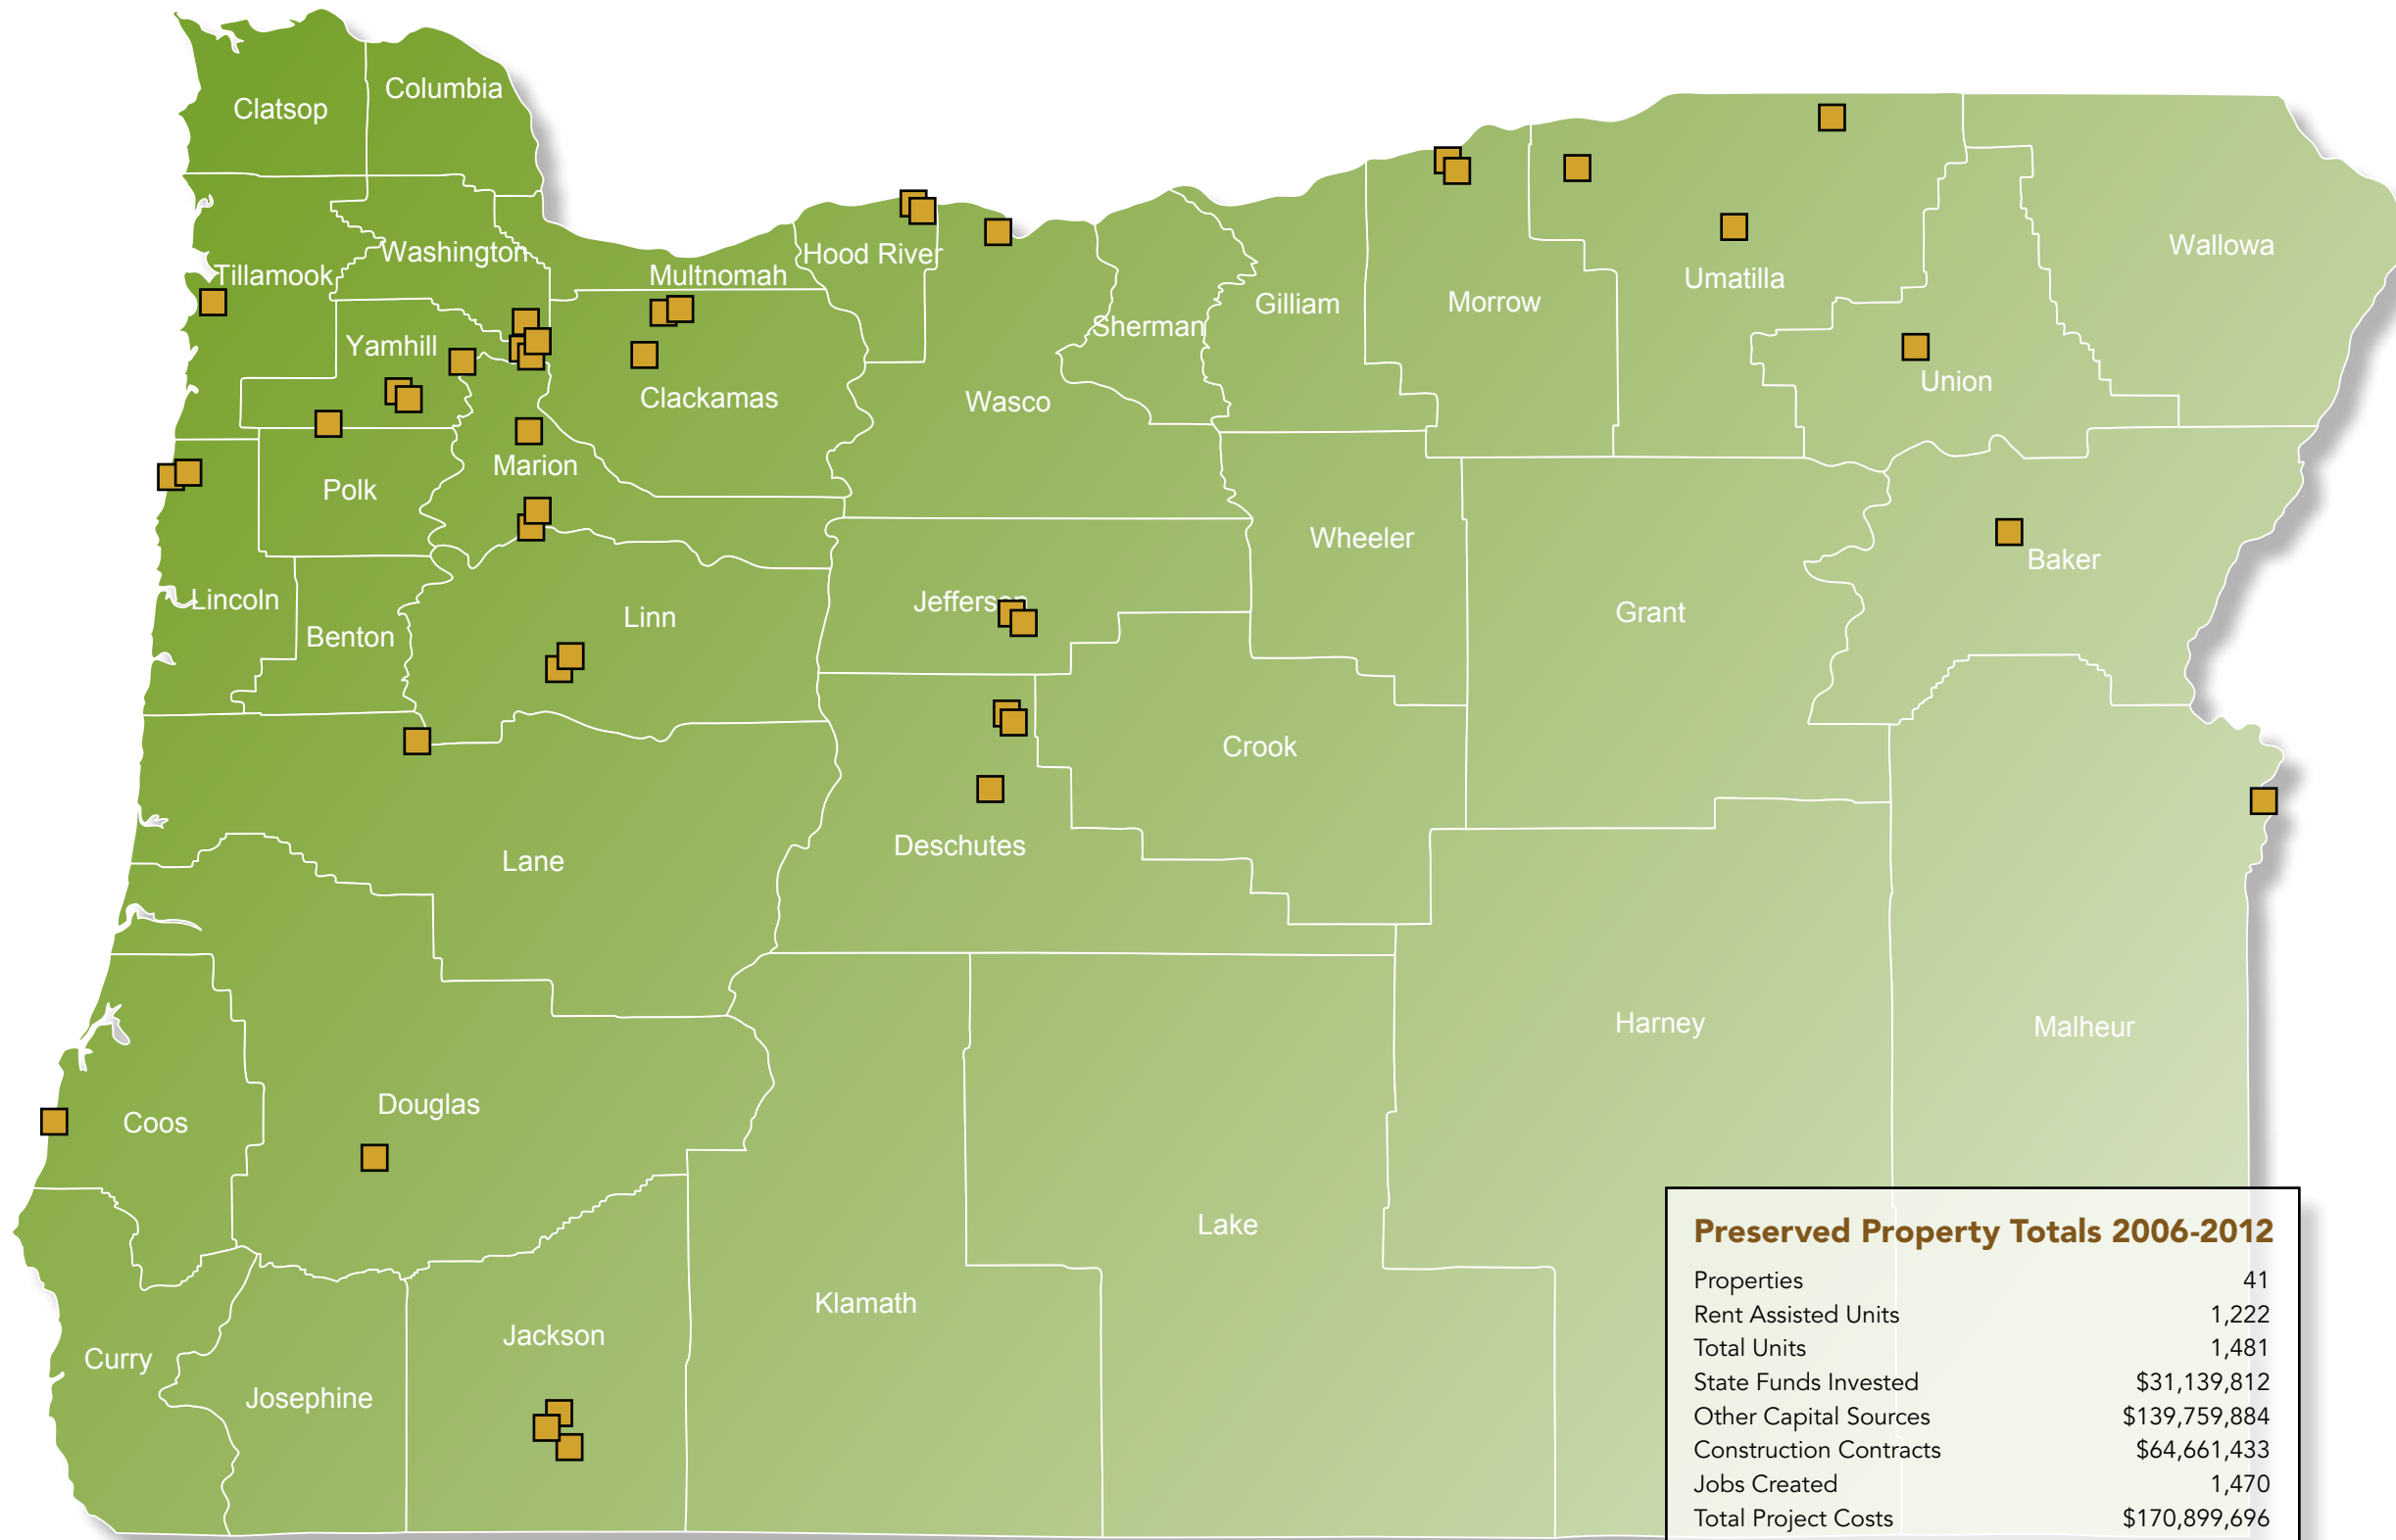 Columbia
Clatsop
Wallowa
Washington
Hood River
Tillamook
Multnomah
Umatilla
Morrow
Gilliam
Sherman
Yamhill
Union
Clackamas
Wasco
Marion
Polk
Wheeler
Baker
Lincoln
Jefferson
Grant
Linn
Benton
Crook
Deschutes
Lane
Harney
Malheur
Douglas
Coos
Lake
Klamath
Jackson
Curry
Josephine
Preserved Property Totals 2006-2012
Properties 41
Rent Assisted Units 1,222
Total Units 1,481
State Funds Invested $31,139,812
Other Capital Sources $139,759,884
Construction Contracts $64,661,433
Jobs Created 1,470
Total Project Costs $170,899,696